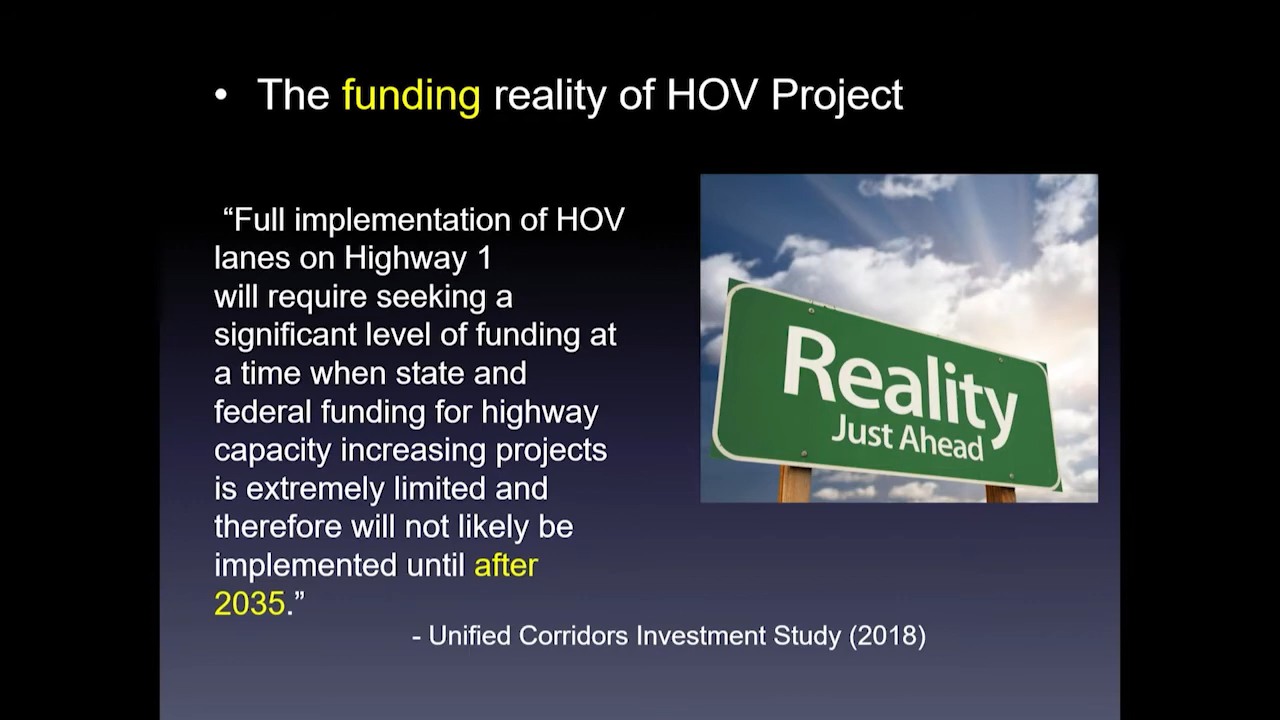 • The funding reality of HOV Project
“Full implementation of HOV
lanes on Highway 1
will require seeking a
significant level of funding at
a time when state and
federal funding for highway
capacity increasing projects
is extremely limited and
therefore will not likely be
implemented until after
2035.”
- Unified Corridors Investment Study (2018)
Reality
Just Ahead